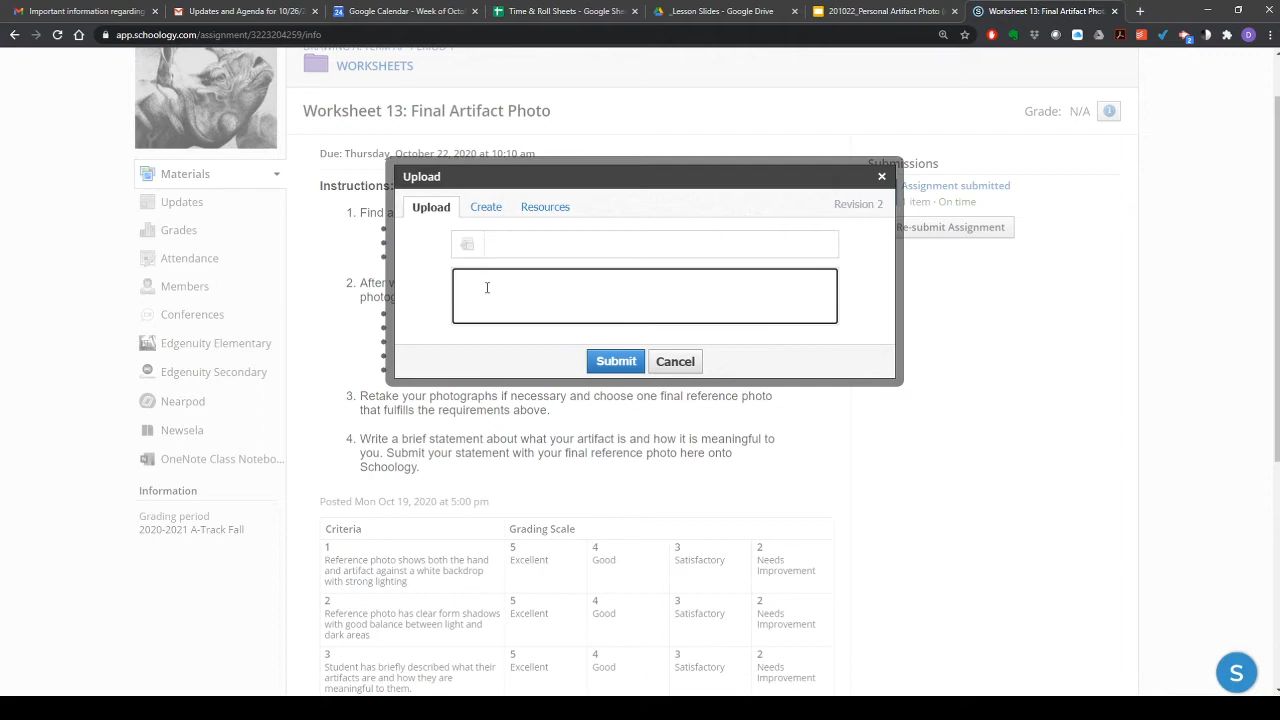 Important information regarding
Updates and Agenda for 10/26/2
Google Calendar - Week of Octo
Time & Roll Sheets - Google She
_Lesson Slides - Google Drive
201022_Personal Artifact Photo (
Worksheet 13: Final Artifact Phot
app.schoology.com/assignment/3223204259/info
WORKSHEETS
Worksheet 13: Final Artifact Photo
Grade: N/A
Due: Thursday, October 22, 2020 at 10:10 am
Submissions
Materials
Upload
Instructions:
Assignment submitted
Updates
Upload
Create
Resources
Revision 2
1 item · On time
1. Find a
Grades
Re-submit Assignment
Attendance
2. After
Members
photog
Conferences
Edgenuity Elementary
Submit
Cancel
Edgenuity Secondary
Nearpod
3. Retake your photographs if necessary and choose one final reference photo
that fulfills the requirements above.
Newsela
4. Write a brief statement about what your artifact is and how it is meaningful to
you. Submit your statement with your final reference photo here onto
Schoology.
OneNote Class Notebo...
Information
Posted Mon Oct 19, 2020 at 5:00 pm
Grading period
2020-2021 A-Track Fall
Criteria
Grading Scale
1
5
4
3
2
Reference photo shows both the hand
and artifact against a white backdrop
with strong lighting
Excellent
Good
Satisfactory
Needs
Improvement
2
5
4
3
2
Reference photo has clear form shadows
with good balance between light and
dark areas
Excellent
Good
Satisfactory
Needs
Improvement
3
5
4
3
2
Student has briefly described what their
artifacts are and how they are
meaningful to them.
Excellent
Good
Satisfactory
Needs
Improvement
S